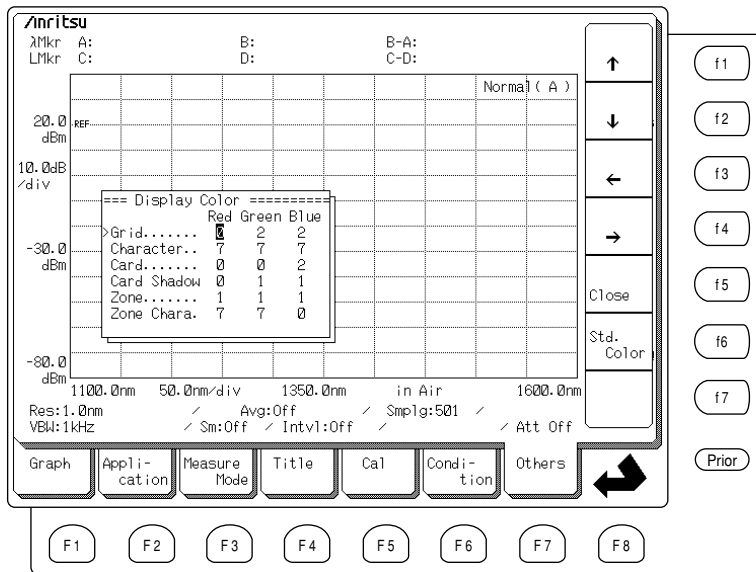 Anritsu
λMkr A: B: B-A:
LMkr C: D: C-D:
Normal( A )
20.0 REF
dBm
10.0dB
/div
-30.0
dBm
-80.0
dBm
=== Display Color ==========
Red Green Blue
>Grid....... 0 2 2
Character.. 7 7 7
Card....... 0 0 2
Card Shadow 0 1 1
Zone....... 1 1 1
Zone Chara. 7 7 0
1100.0nm 50.0nm/div 1350.0nm in Air 1600.0nm
Res:1.0nm / Avg:Off / Smplg:501 /
VBW:1kHz / Sm:Off / Intvl:Off / / Att Off
↑
↓
←
→
Close
Std.
Color
f1
f2
f3
f4
f5
f6
f7
Prior
Graph
Appli-
cation
Measure
Mode
Title
Cal
Condi-
tion
Others
F1 F2 F3 F4 F5 F6 F7 F8